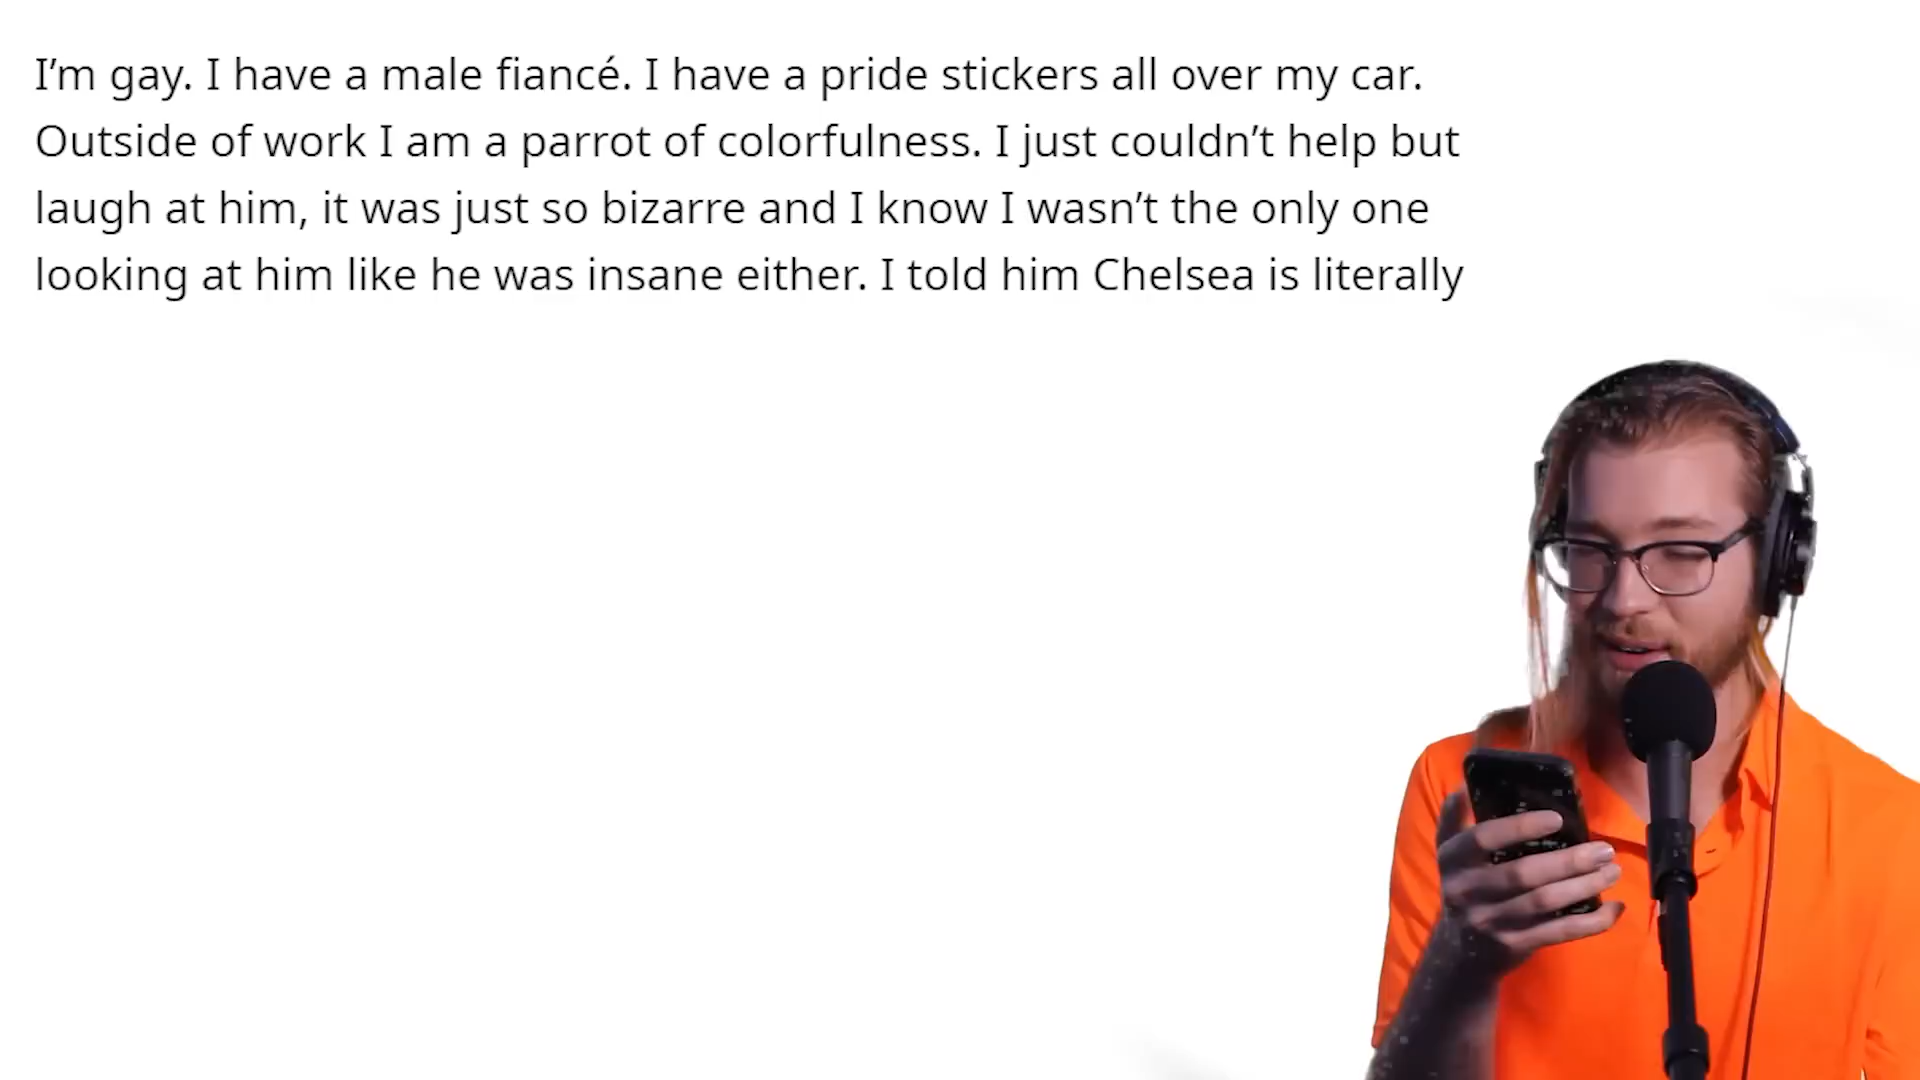 I’m gay. I have a male fiancé. I have a pride stickers all over my car.
Outside of work I am a parrot of colorfulness. I just couldn’t help but
laugh at him, it was just so bizarre and I know I wasn’t the only one
looking at him like he was insane either. I told him Chelsea is literally